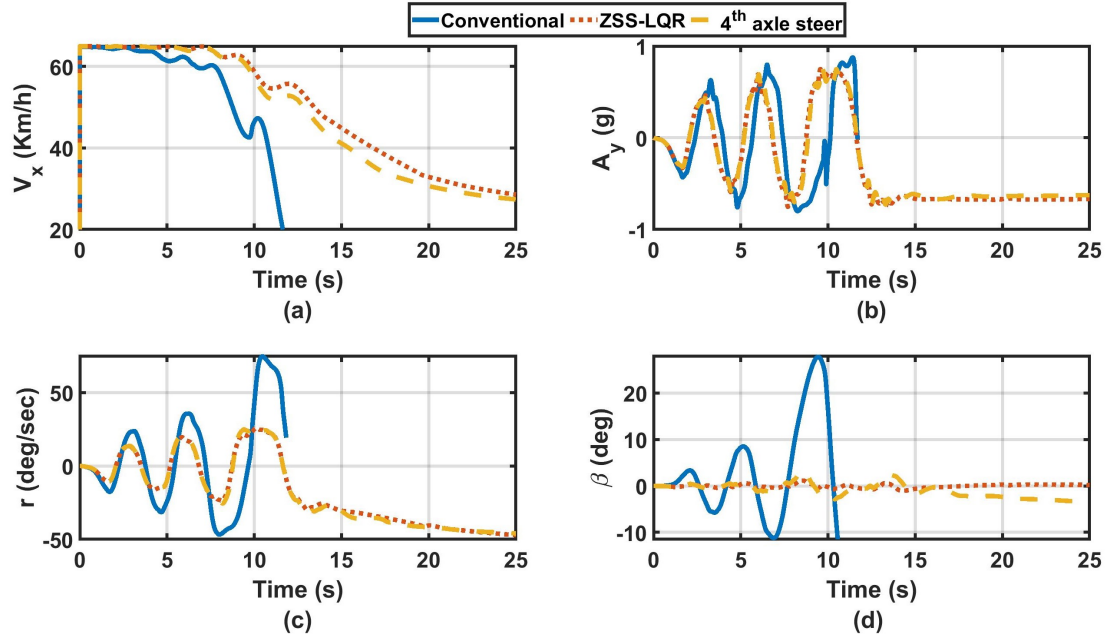 Conventional ZSS-LQR 4th axle steer
60
40
20
V_x (Km/h)
0 5 10 15 20 25
Time (s)
(a)
1
0
-1
A_y (g)
0 5 10 15 20 25
Time (s)
(b)
50
0
-50
r (deg/sec)
0 5 10 15 20 25
Time (s)
(c)
20
10
0
-10
β (deg)
0 5 10 15 20 25
Time (s)
(d)